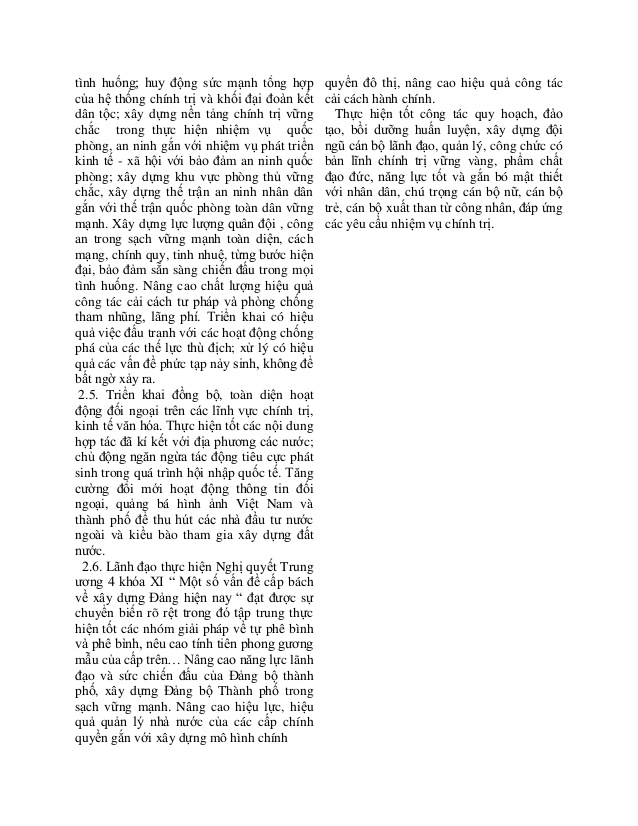 tình huống; huy động sức mạnh tổng hợp
của hệ thống chính trị và khối đại đoàn kết
dân tộc; xây dựng nền tảng chính trị vững
chắc trong thực hiện nhiệm vụ quốc
phòng, an ninh gắn với nhiệm vụ phát triển
kinh tế - xã hội với bảo đảm an ninh quốc
phòng; xây dựng khu vực phòng thủ vững
chắc, xây dựng thế trận an ninh nhân dân
gắn với thế trận quốc phòng toàn dân vững
mạnh. Xây dựng lực lượng quân đội , công
an trong sạch vững mạnh toàn diện, cách
mạng, chính quy, tinh nhuệ, từng bước hiện
đại, bảo đảm sẵn sàng chiến đấu trong mọi
tình huống. Nâng cao chất lượng hiệu quả
công tác cải cách tư pháp và phòng chống
tham nhũng, lãng phí. Triển khai có hiệu
quả việc đấu tranh với các hoạt động chống
phá của các thế lực thù địch; xử lý có hiệu
quả các vấn đề phức tạp nảy sinh, không để
bất ngờ xảy ra.
2.5. Triển khai đồng bộ, toàn diện hoạt
động đối ngoại trên các lĩnh vực chính trị,
kinh tế văn hóa. Thực hiện tốt các nội dung
hợp tác đã kí kết với địa phương các nước;
chủ động ngăn ngừa tác động tiêu cực phát
sinh trong quá trình hội nhập quốc tế. Tăng
cường đổi mới hoạt động thông tin đối
ngoại, quảng bá hình ảnh Việt Nam và
thành phố để thu hút các nhà đầu tư nước
ngoài và kiều bào tham gia xây dựng đất
nước.
2.6. Lãnh đạo thực hiện Nghị quyết Trung
ương 4 khóa XI “ Một số vấn đề cấp bách
về xây dựng Đảng hiện nay “ đạt được sự
chuyển biến rõ rệt trong đó tập trung thực
hiện tốt các nhóm giải pháp về tự phê bình
và phê bình, nêu cao tính tiên phong gương
mẫu của cấp trên… Nâng cao năng lực lãnh
đạo và sức chiến đấu của Đảng bộ thành
phố, xây dựng Đảng bộ Thành phố trong
sạch vững mạnh. Nâng cao hiệu lực, hiệu
quả quản lý nhà nước của các cấp chính
quyền gắn với xây dựng mô hình chính
quyền đô thị, nâng cao hiệu quả công tác
cải cách hành chính.
Thực hiện tốt công tác quy hoạch, đào
tạo, bồi dưỡng huấn luyện, xây dựng đội
ngũ cán bộ lãnh đạo, quản lý, công chức có
bản lĩnh chính trị vững vàng, phẩm chất
đạo đức, năng lực tốt và gắn bó mật thiết
với nhân dân, chú trọng cán bộ nữ, cán bộ
trẻ, cán bộ xuất than từ công nhân, đáp ứng
các yêu cầu nhiệm vụ chính trị.